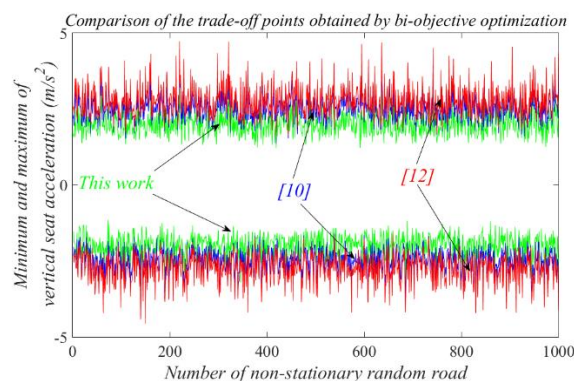 Comparison of the trade-off points obtained by bi-objective optimization
Minimum and maximum of
vertical seat acceleration (m/s²)
5
0
-5
This work
[10]
[12]
0
200
400
600
800
1000
Number of non-stationary random road